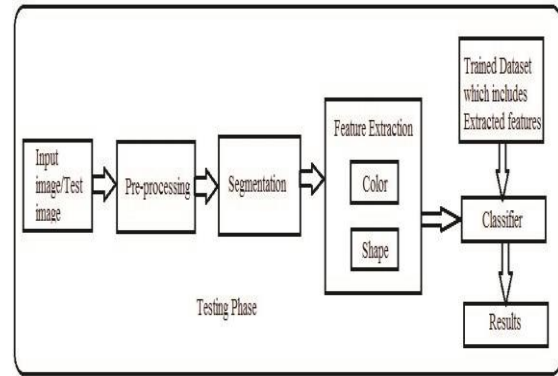 Input
image/Test
image
Pre-processing
Segmentation
Feature Extraction
Color
Shape
Trained Dataset
which includes
Extracted features
Classifier
Results
Testing Phase